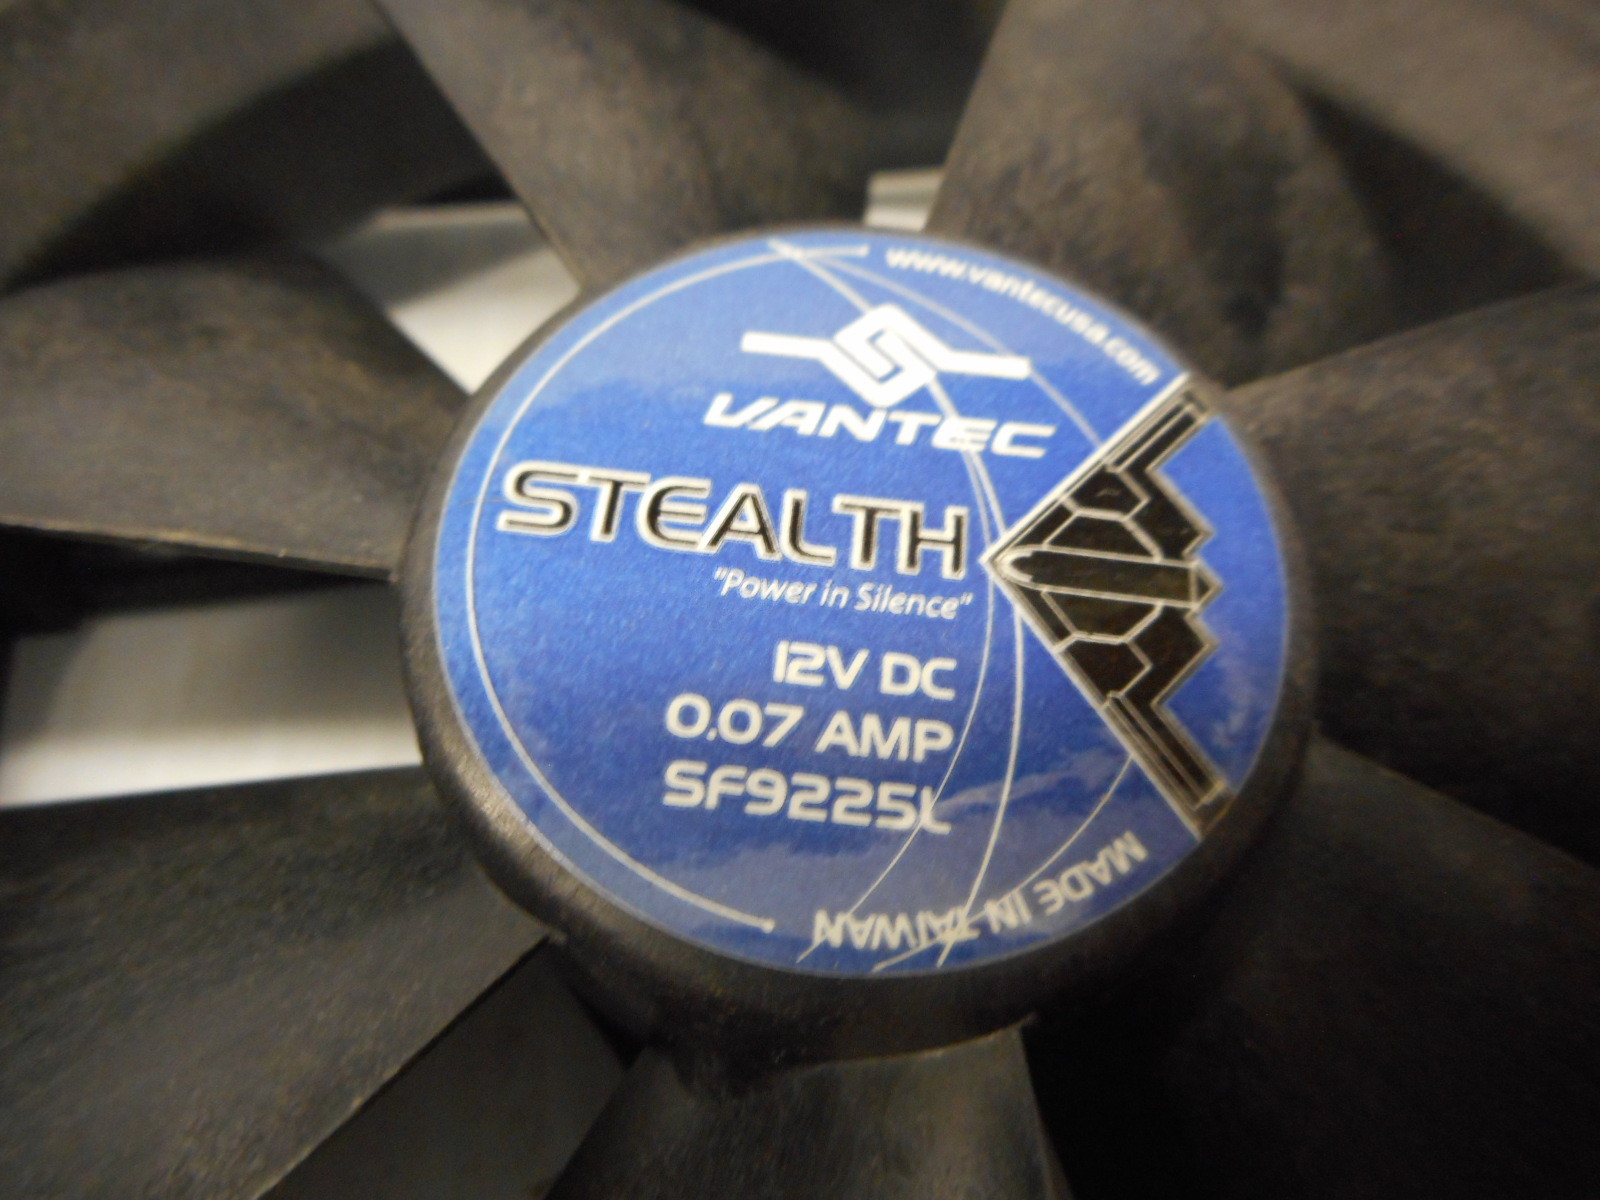 www.vantecusa.com
VANTEC
STEALTH
"Power in Silence"
12V DC
0.07 AMP
SF9225L
MADE IN TAIWAN